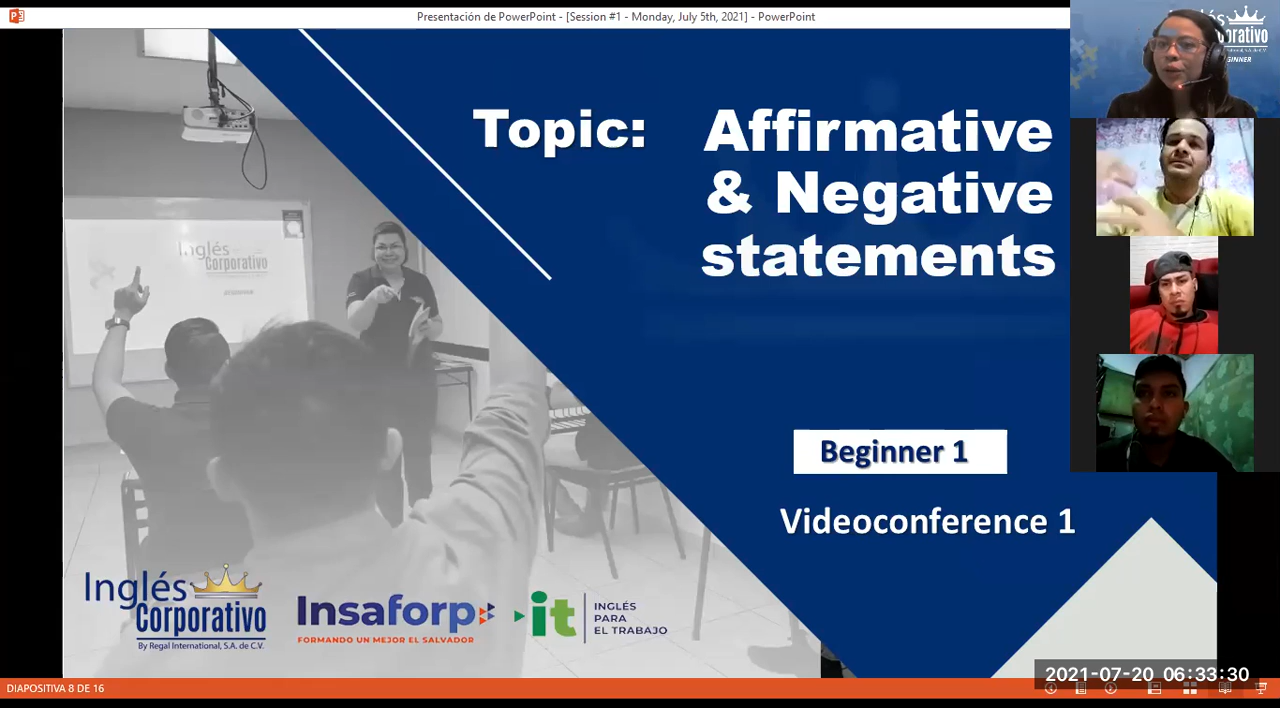 Presentación de PowerPoint - [Session #1 - Monday, July 5th, 2021] - PowerPoint
Topic:
Affirmative
& Negative
statements
Beginner 1
Videoconference 1
Inglés
Corporativo
Inglés
Corporativo
By Regal International, S.A. de C.V.
Insaforp
FORMANDO UN MEJOR EL SALVADOR
it
INGLÉS
PARA
EL TRABAJO
2021-07-20 06:33:30
DIAPOSITIVA 8 DE 16